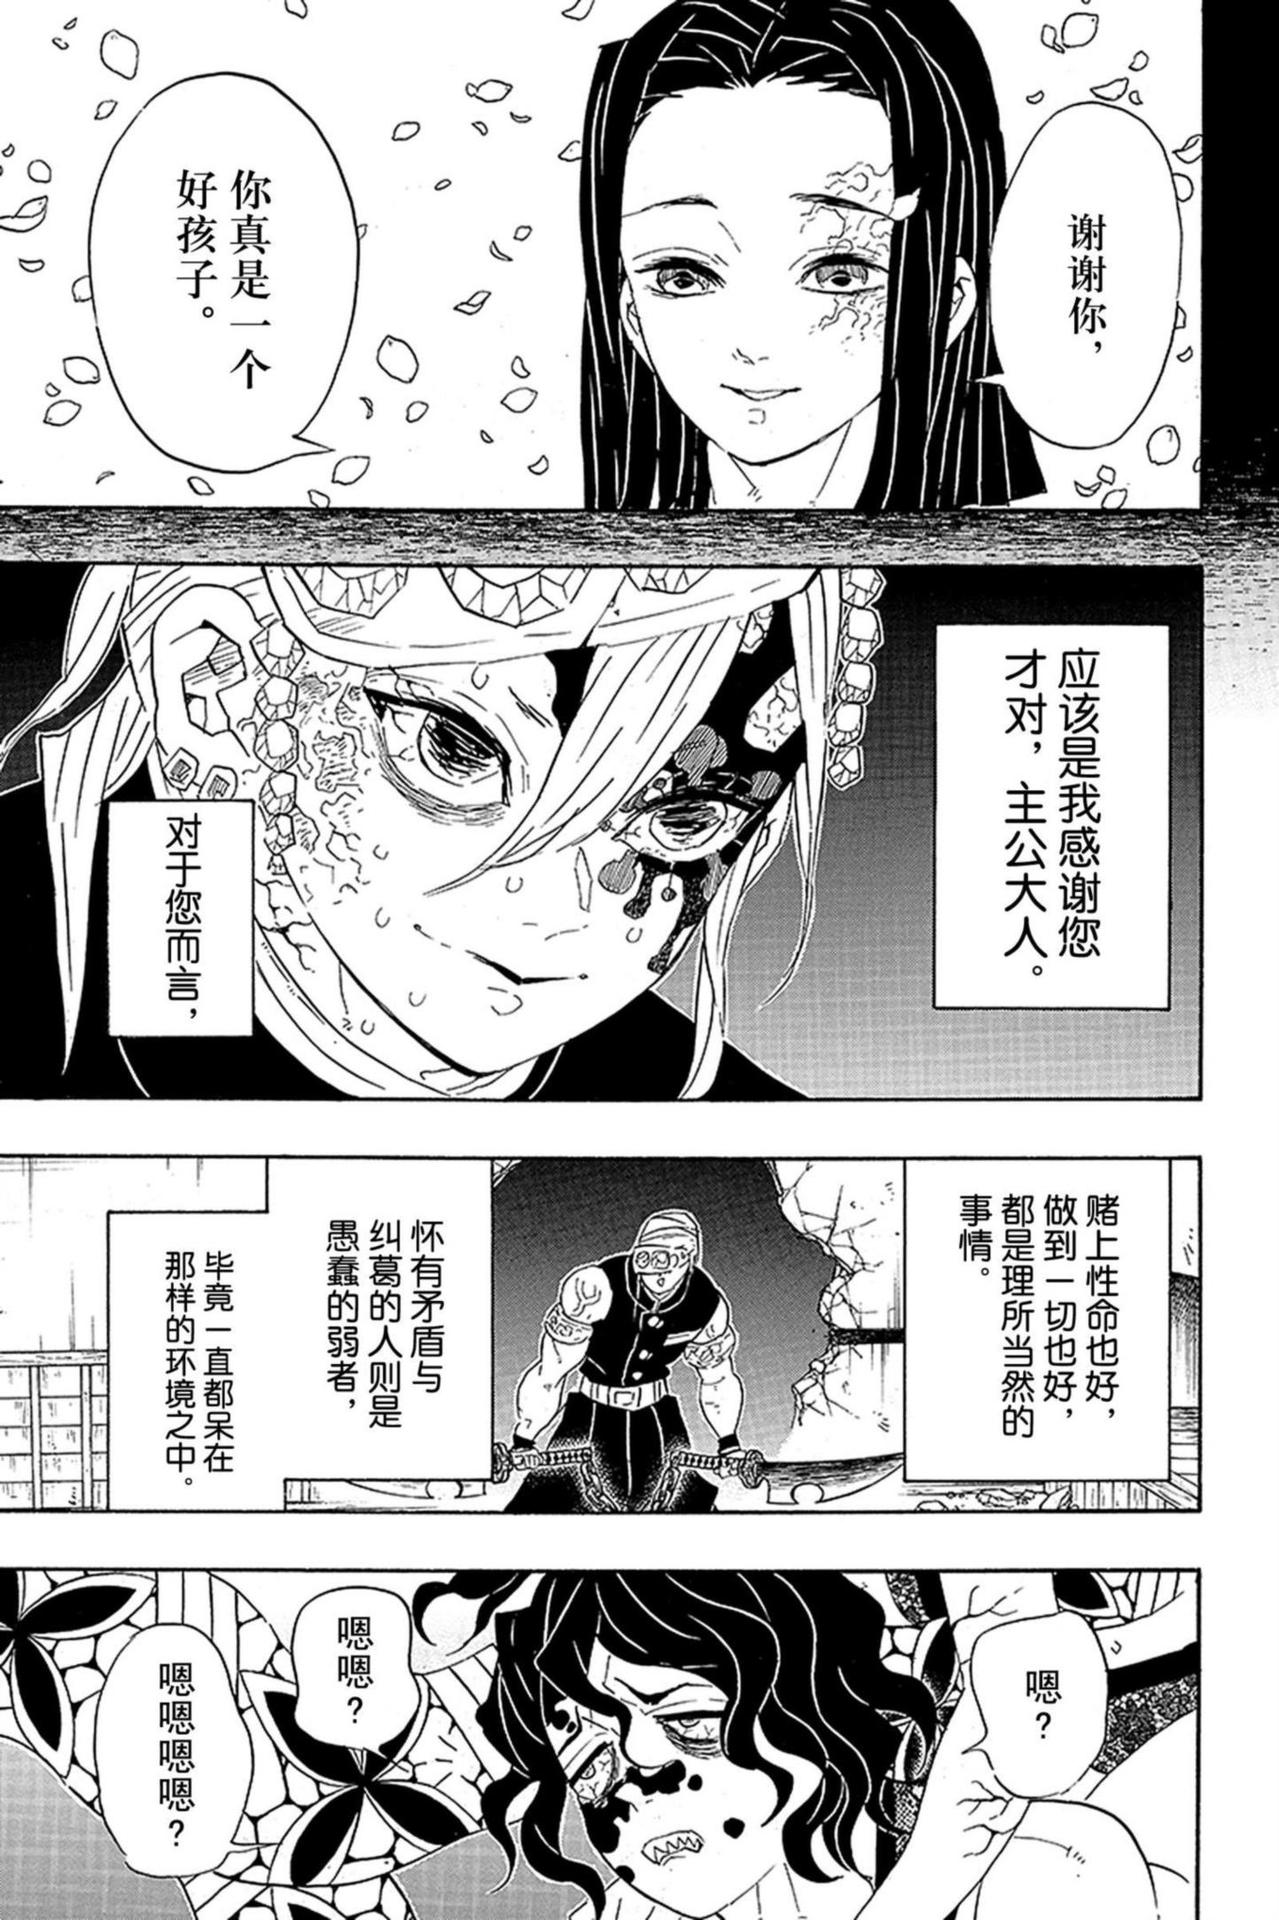 谢谢你，
你真是一个
好孩子。
应该是我感谢您
才对，主公大人。
对于您而言，
赌上性命也好，
做到一切也好，
都是理所当然的
事情。
怀有矛盾与
纠葛的人则是
愚蠢的弱者，
毕竟一直都呆在
那样的环境之中。
嗯？
嗯
嗯？
嗯嗯嗯嗯？